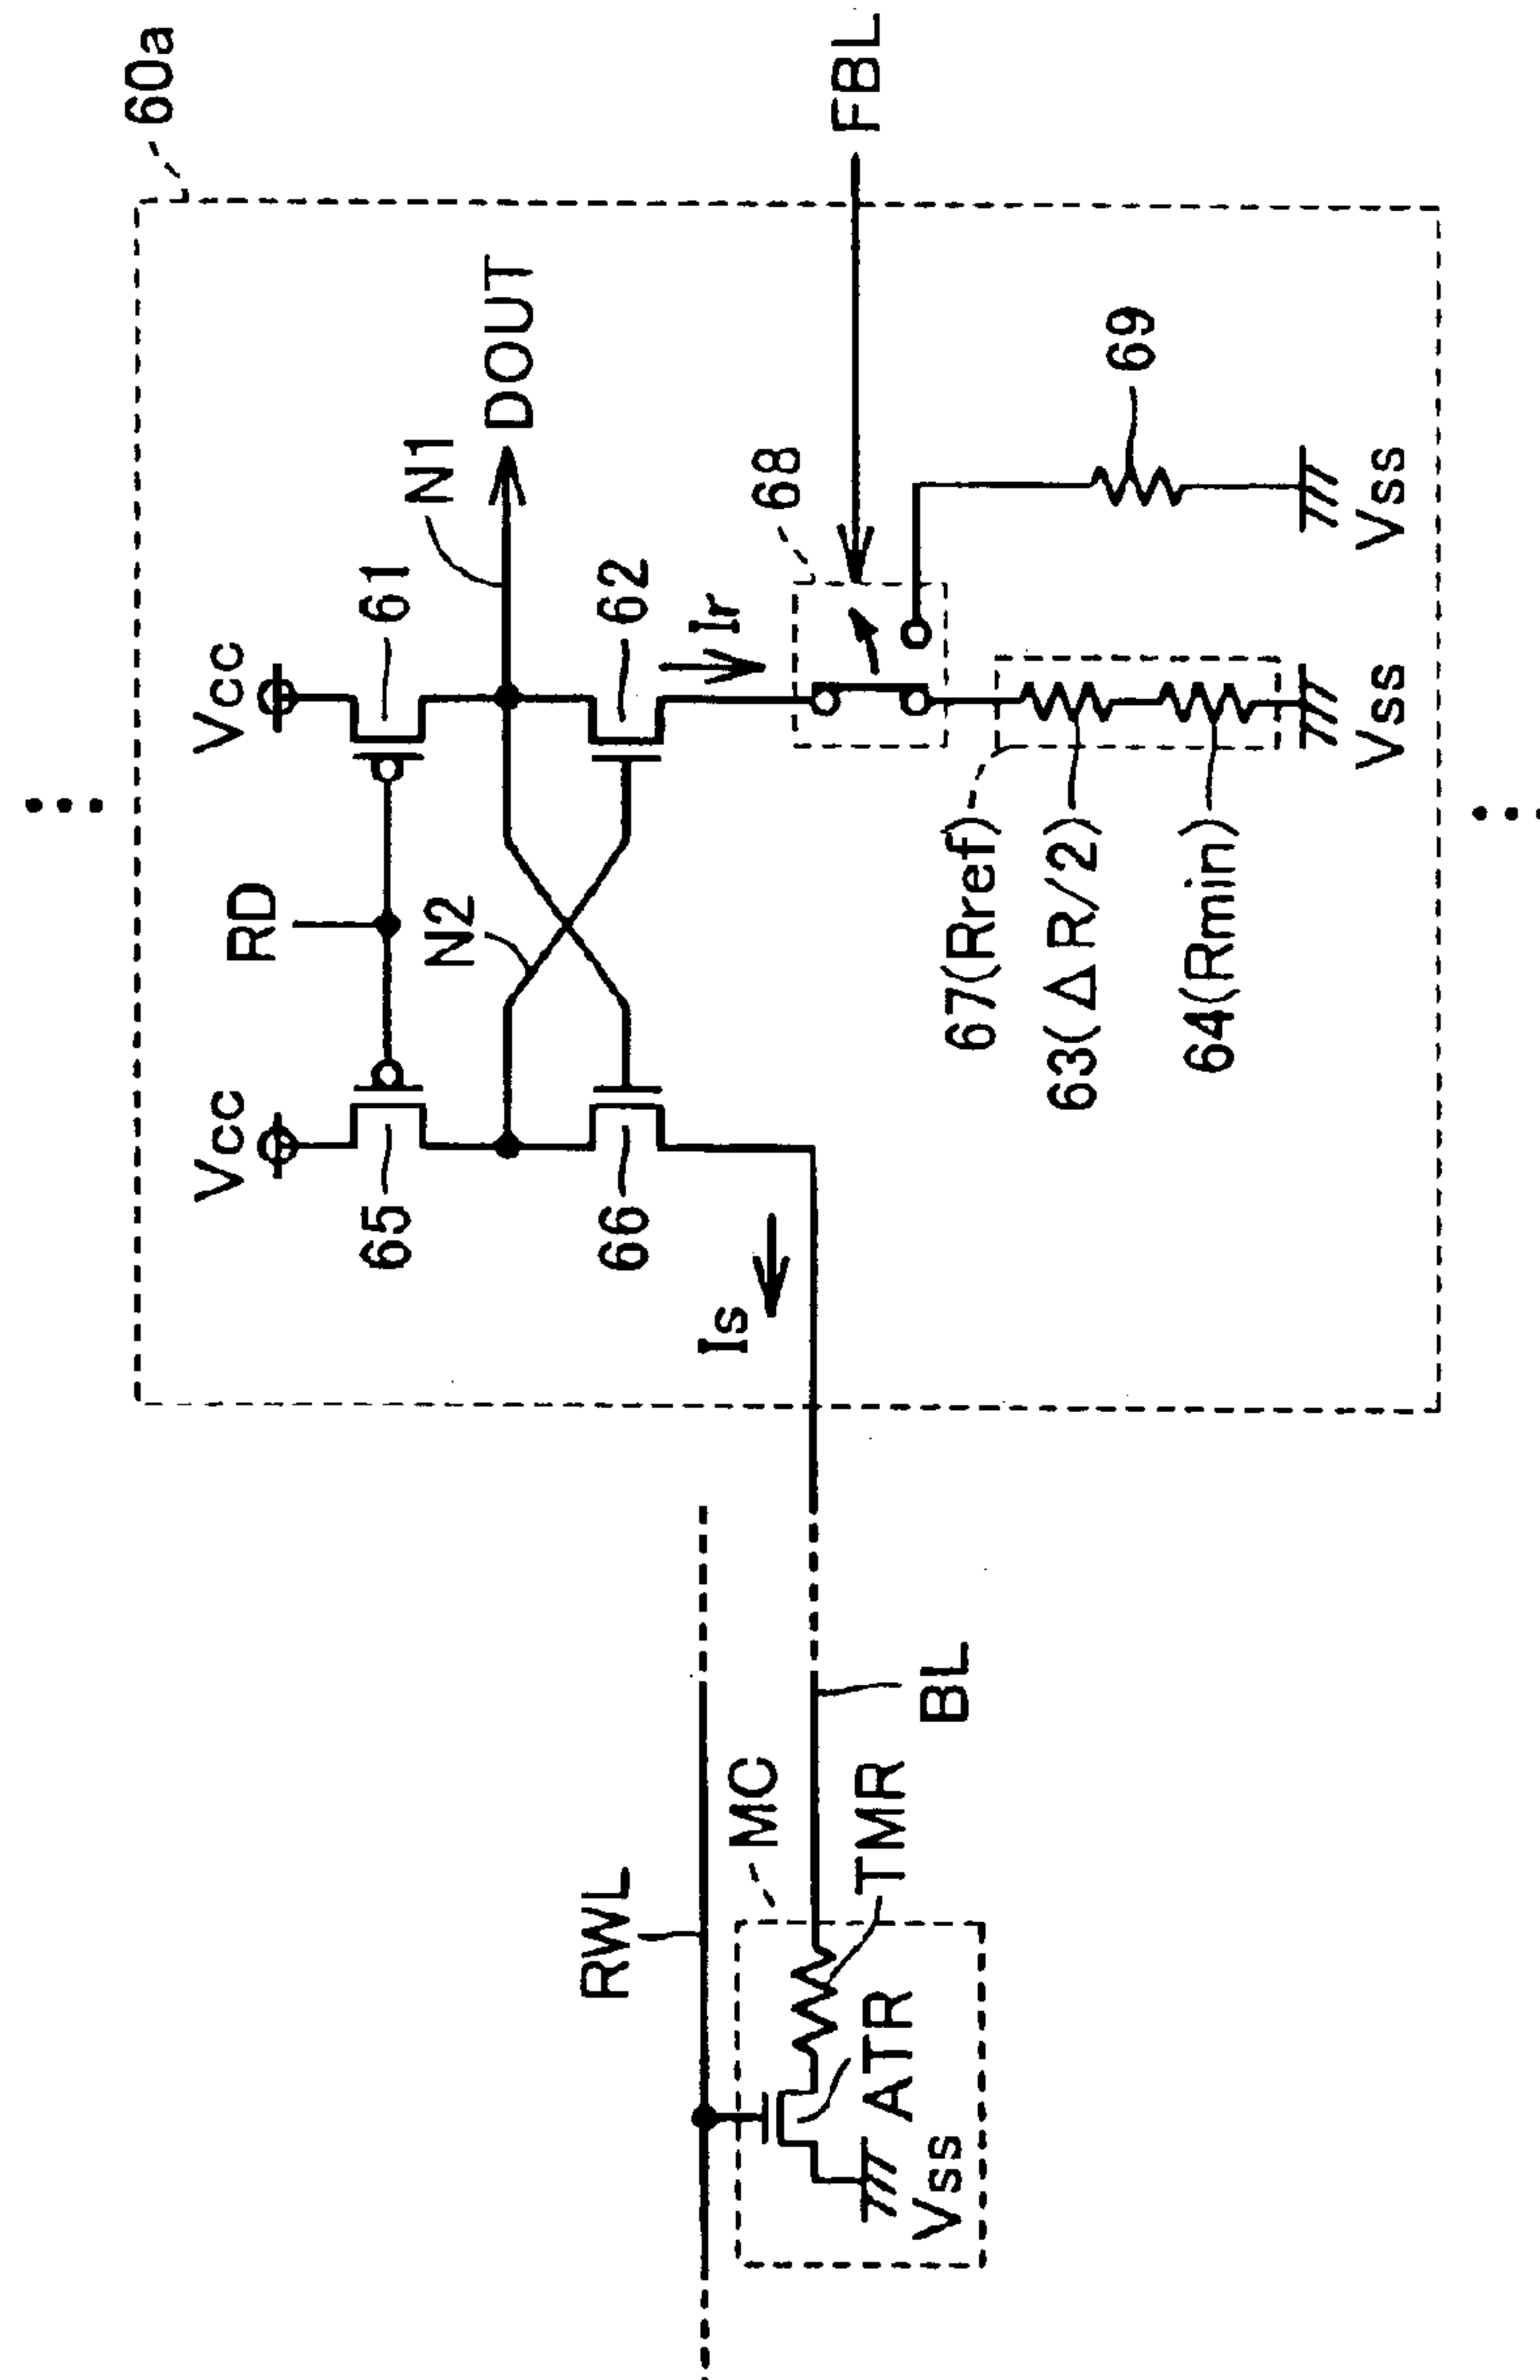 60a
Vcc
Vcc
RD
65
61
N1
N2
DOUT
66
62
Is
Ir
68
FBL
67(Rref)
63(ΔR/2)
64(Rmin)
69
Vss
Vss
RWL
MC
TMR
BL
ATR
Vss